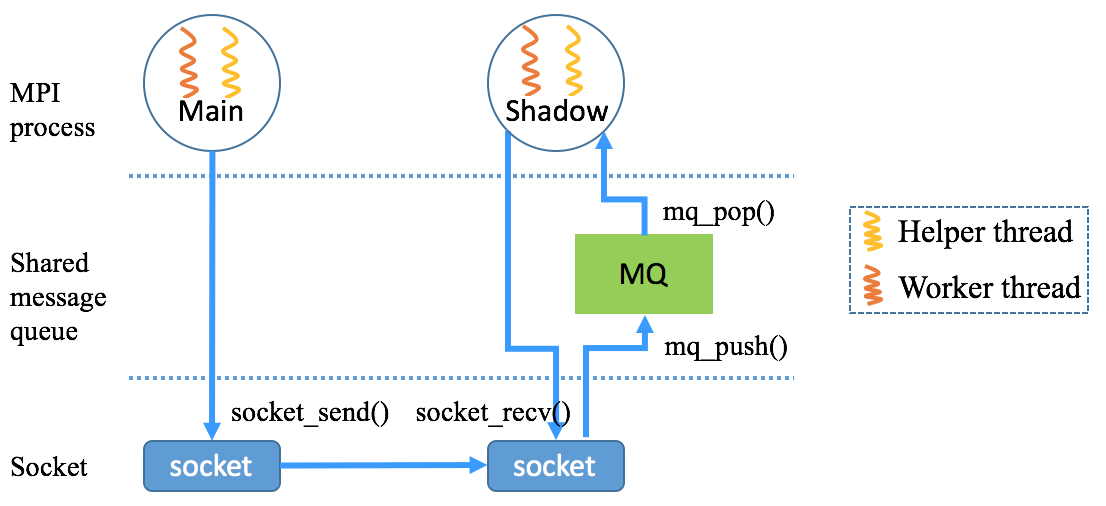 MPI
process
Main
Shadow
mq_pop()
Shared
message
queue
MQ
mq_push()
Helper thread
Worker thread
socket_send()
socket_recv()
Socket
socket
socket